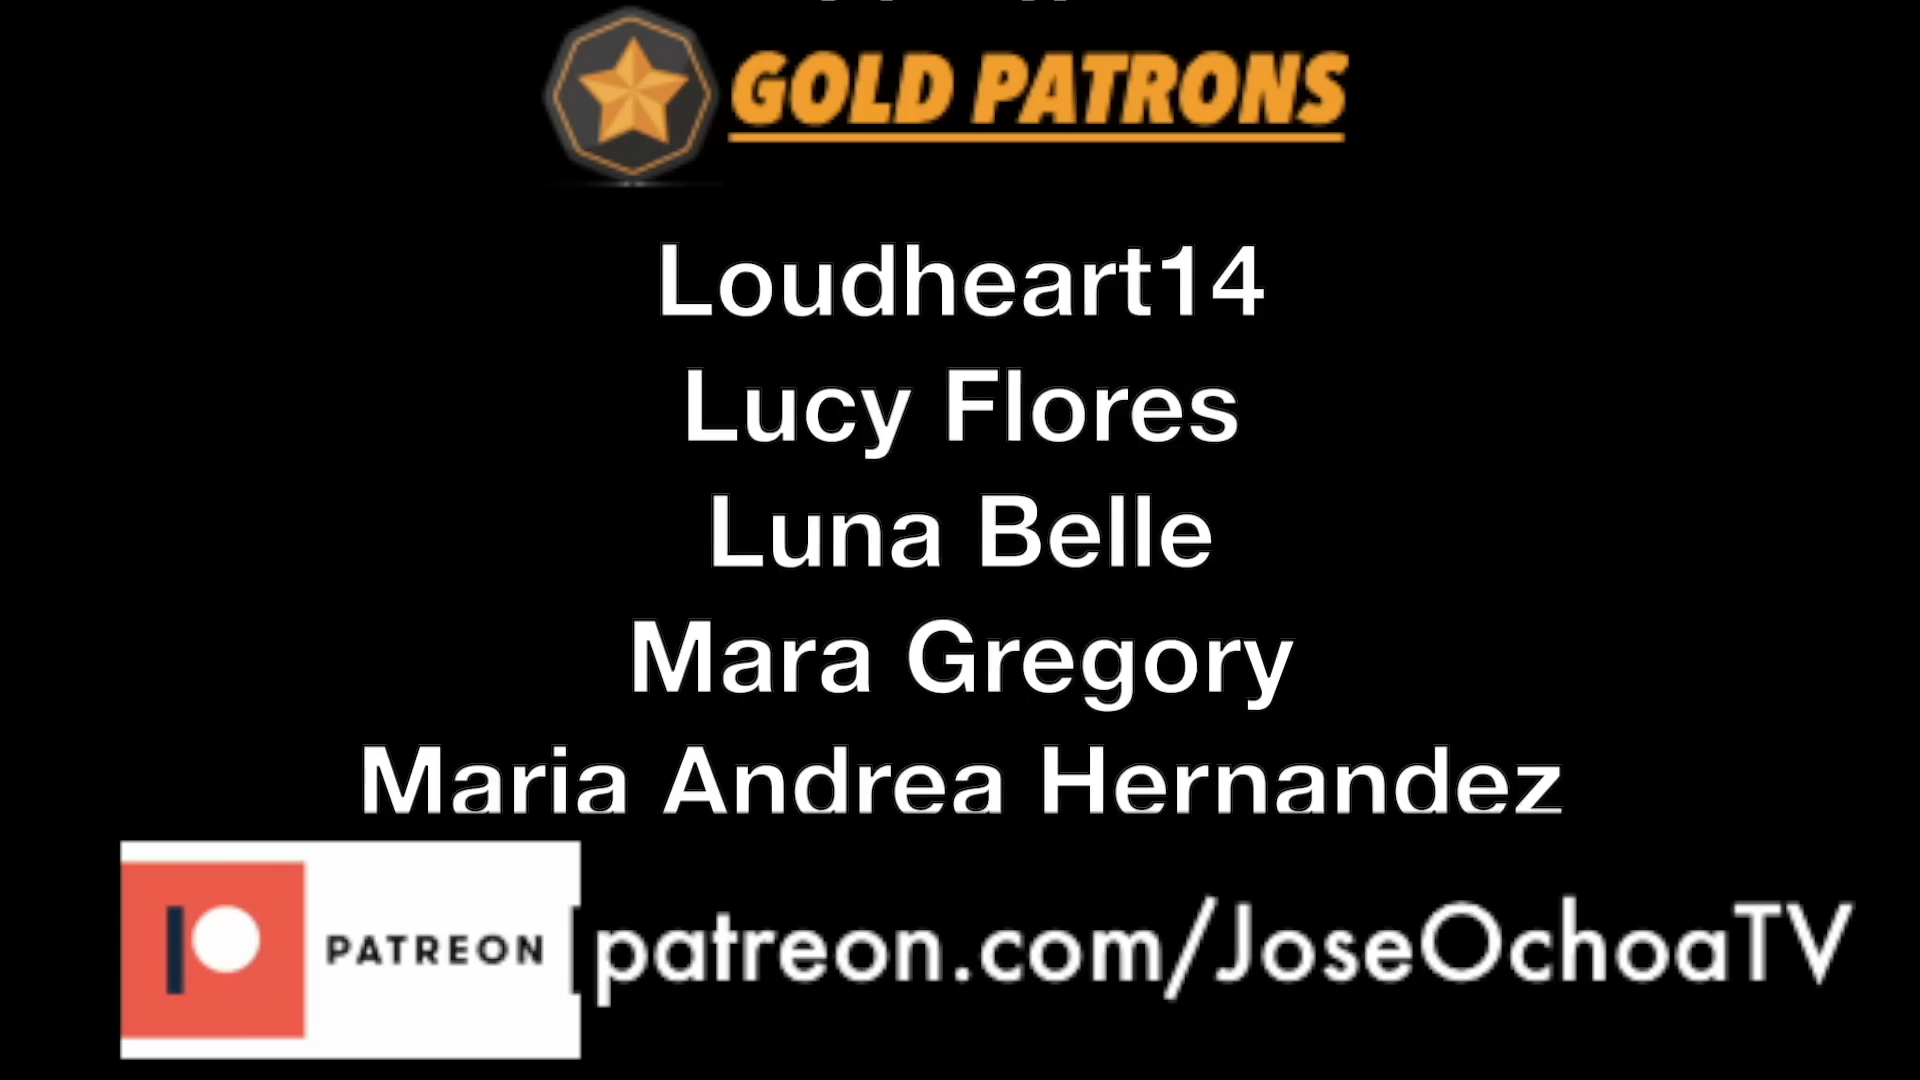 GOLD PATRONS
Loudheart14
Lucy Flores
Luna Belle
Mara Gregory
Maria Andrea Hernandez
PATREON
patreon.com/JoseOchoaTV